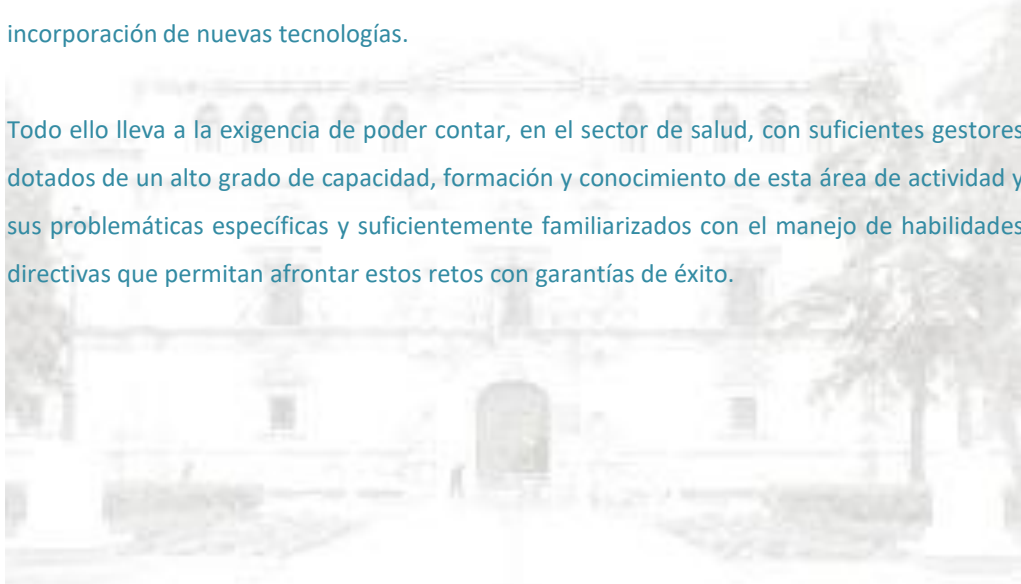 incorporación de nuevas tecnologías.
Todo ello lleva a la exigencia de poder contar, en el sector de salud, con suficientes gestores
dotados de un alto grado de capacidad, formación y conocimiento de esta área de actividad y
sus problemáticas específicas y suficientemente familiarizados con el manejo de habilidades
directivas que permitan afrontar estos retos con garantías de éxito.